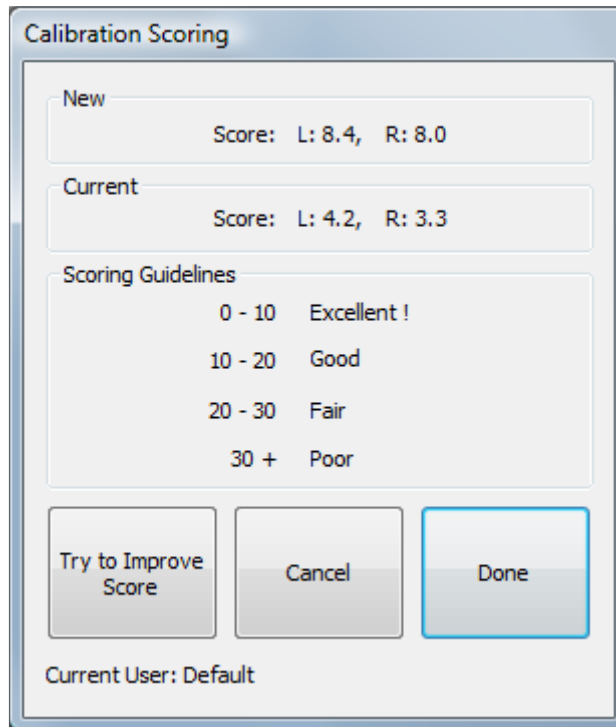 Calibration Scoring
New
Score: L: 8.4, R: 8.0
Current
Score: L: 4.2, R: 3.3
Scoring Guidelines
0 - 10 Excellent !
10 - 20 Good
20 - 30 Fair
30 + Poor
Try to Improve
Score
Cancel
Done
Current User: Default